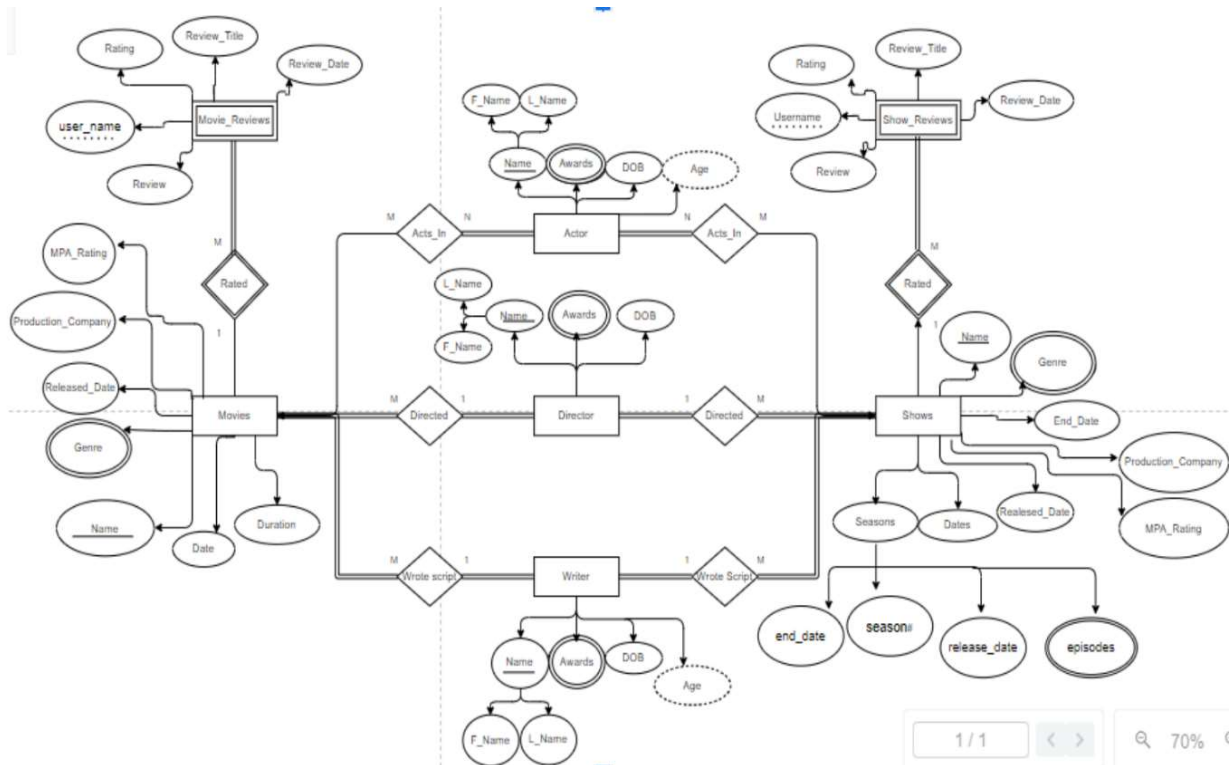 Review_Title
Rating
Review_Date
user_name
Movie_Reviews
Review
M
Rated
1
MPA_Rating
Production_Company
Released_Date
Genre
Name
Date
Duration
Movies
F_Name
L_Name
Name
Awards
DOB
Age
M
Acts_In
N
Actor
N
Acts_In
M
L_Name
Name
F_Name
Awards
DOB
M
Directed
1
Director
1
Directed
M
M
Wrote script
1
Writer
1
Wrote Script
M
Name
Awards
DOB
Age
F_Name
L_Name
Review_Title
Rating
Review_Date
Username
Show_Reviews
Review
M
Rated
1
Name
Genre
Shows
End_Date
Production_Company
MPA_Rating
Realesed_Date
Dates
Seasons
end_date
season#
release_date
episodes
1 / 1
70%